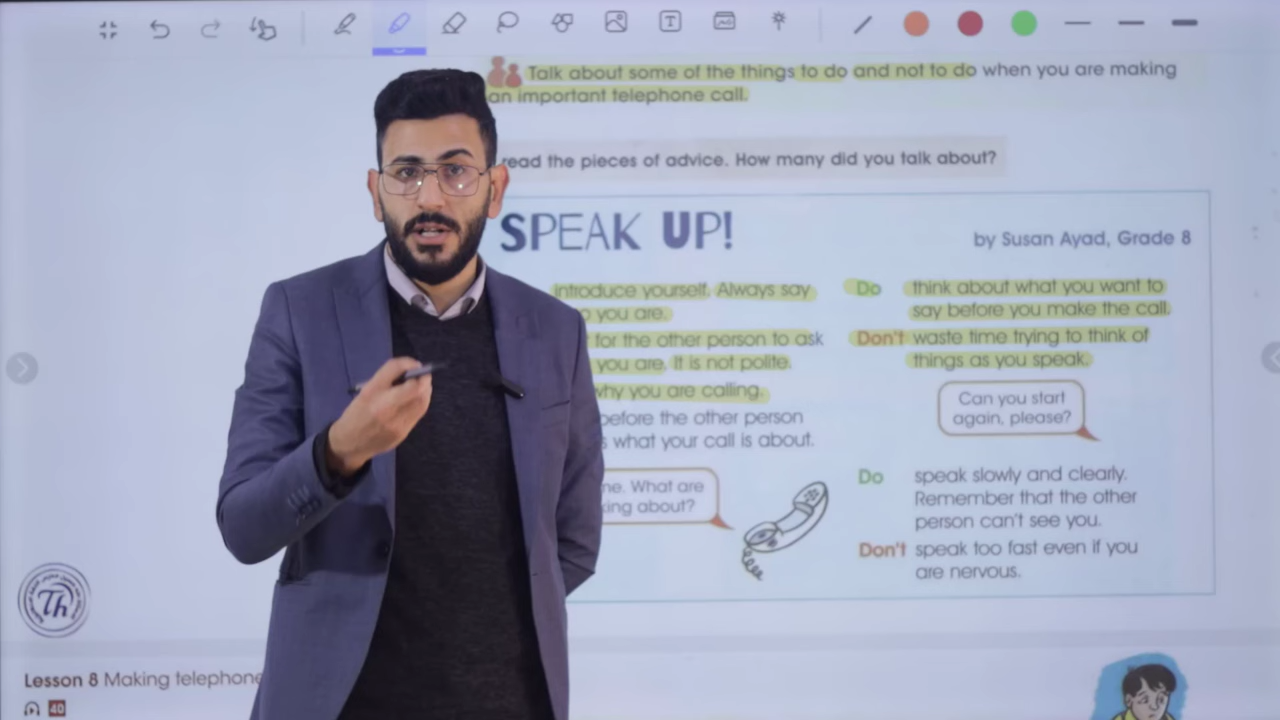 Talk about some of the things to do and not to do when you are making
an important telephone call.
read the pieces of advice. How many did you talk about?
SPEAK UP!
by Susan Ayad, Grade 8
introduce yourself. Always say
you are.
for the other person to ask
you are. It is not polite.
why you are calling.
before the other person
what your call is about.
me. What are
about?
Do think about what you want to
say before you make the call.
Don't waste time trying to think of
things as you speak.
Can you start
again, please?
Do speak slowly and clearly.
Remember that the other
person can't see you.
Don't speak too fast even if you
are nervous.
Th
Lesson 8 Making telephone
40